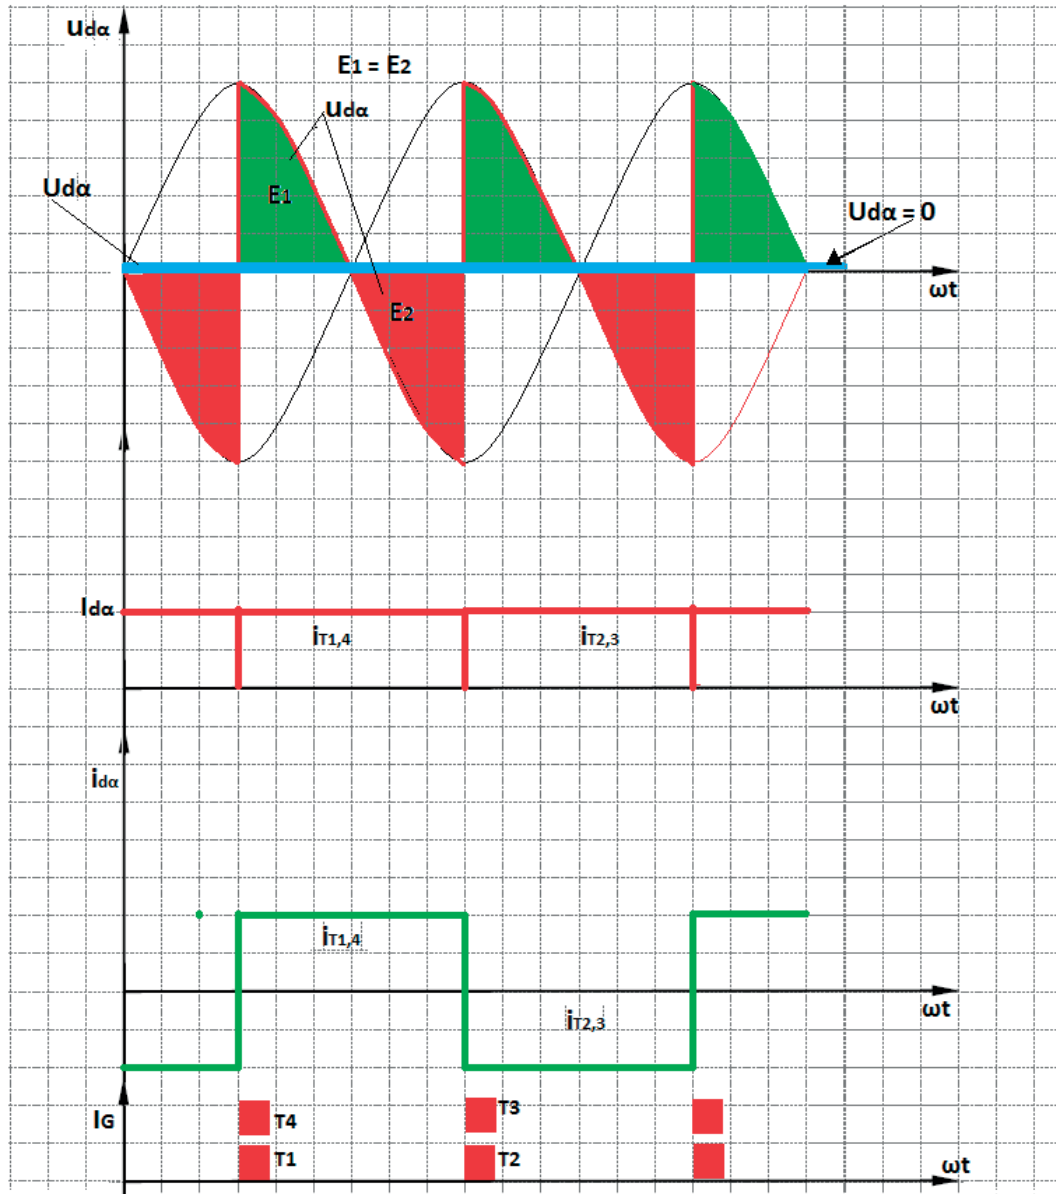 udα
E1 = E2
udα
Udα
E1
Udα = 0
ωt
E2
Idα
iT1,4
iT2,3
ωt
idα
iT1,4
iT2,3
ωt
IG
T4
T3
T1
T2
ωt